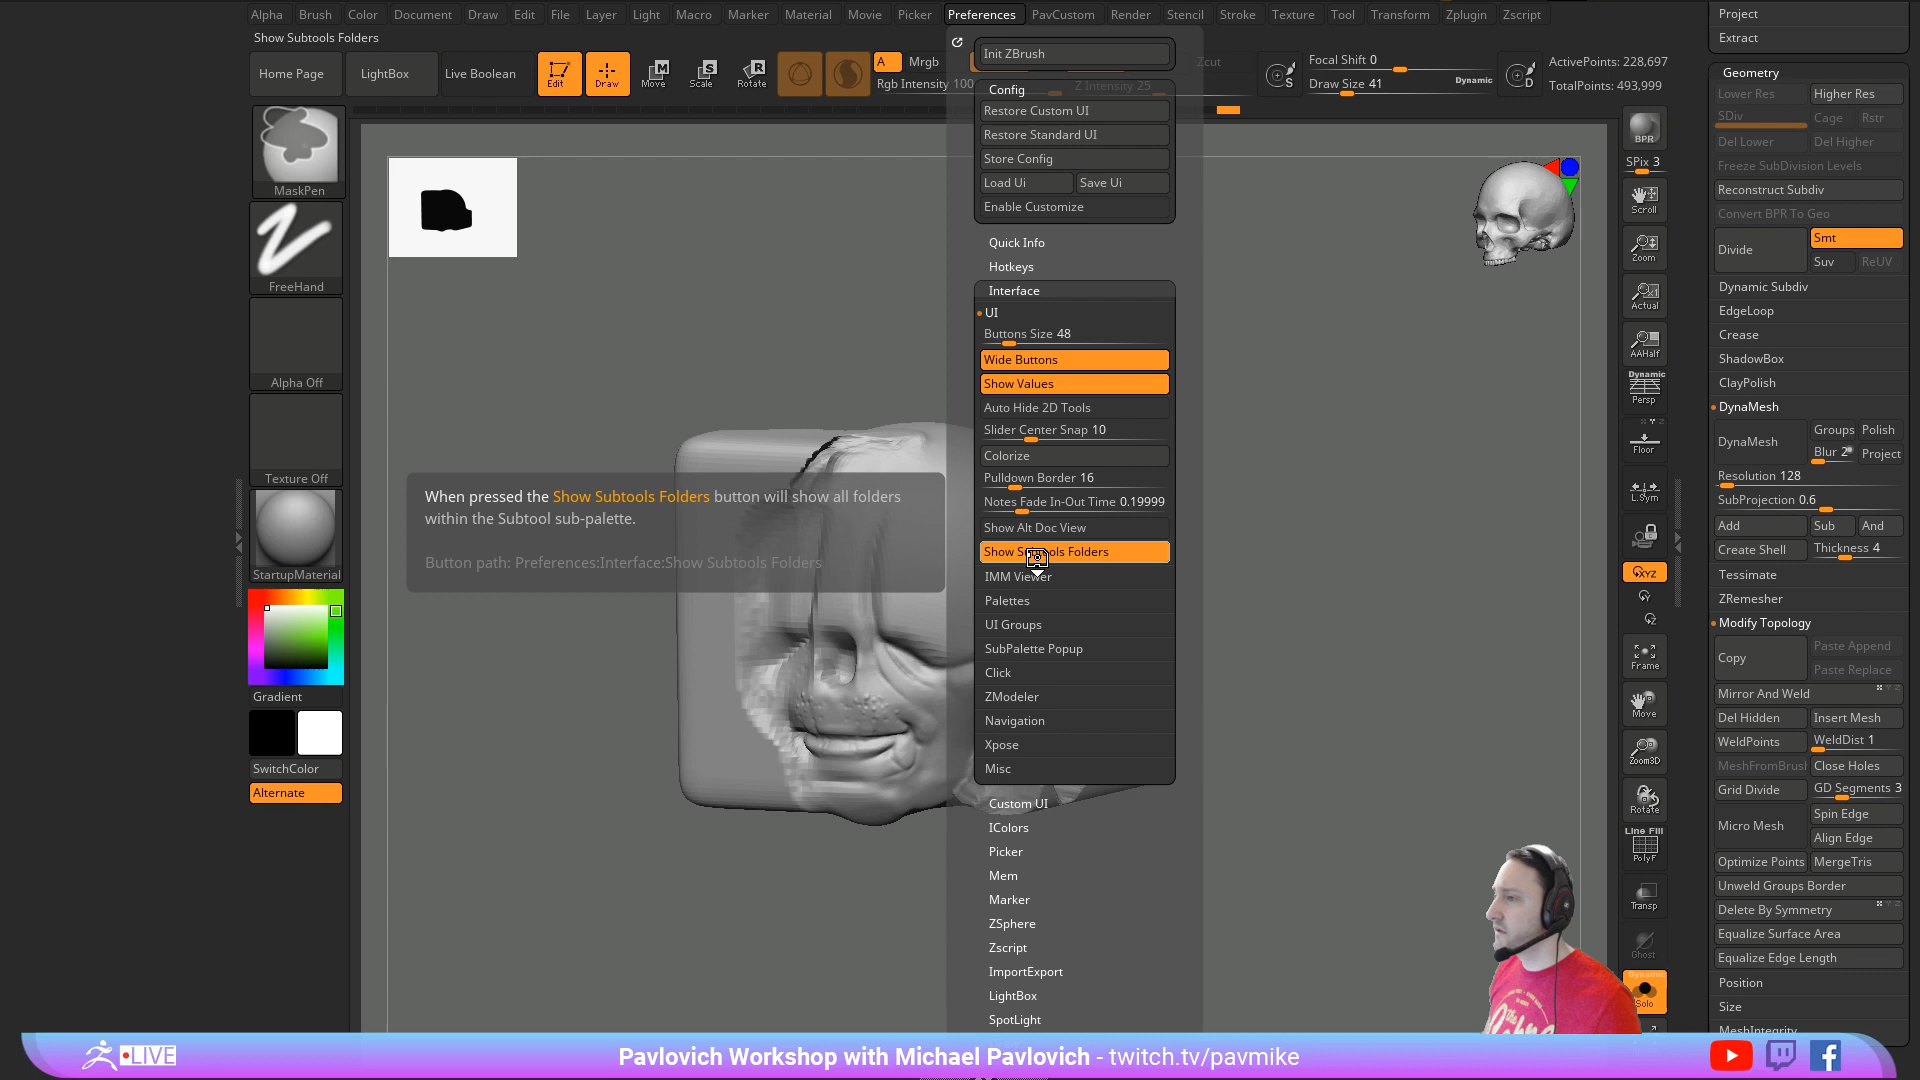 Alpha Brush Color Document Draw Edit File Layer Light Macro Marker Material Movie Picker Preferences PavCustom Render Stencil Stroke Texture Tool Transform Zplugin Zscript
Show Subtools Folders
Home Page
LightBox
Live Boolean
Edit
Draw
Move
Scale
Rotate
A
Mrgb
Rgb Intensity 100
Zcut
Z Intensity 25
Focal Shift 0
Draw Size 41
Dynamic
S
D
ActivePoints: 228,697
TotalPoints: 493,999
MaskPen
FreeHand
Alpha Off
Texture Off
StartupMaterial
Gradient
SwitchColor
Alternate
When pressed the Show Subtools Folders button will show all folders
within the Subtool sub-palette.
Button path: Preferences:Interface:Show Subtools Folders
Init ZBrush
Config
Restore Custom UI
Restore Standard UI
Store Config
Load Ui
Save Ui
Enable Customize
Quick Info
Hotkeys
Interface
UI
Buttons Size 48
Wide Buttons
Show Values
Auto Hide 2D Tools
Slider Center Snap 10
Colorize
Pulldown Border 16
Notes Fade In-Out Time 0.19999
Show Alt Doc View
Show Subtools Folders
IMM Viewer
Palettes
UI Groups
SubPalette Popup
Click
ZModeler
Navigation
Xpose
Misc
Custom UI
IColors
Picker
Mem
Marker
ZSphere
Zscript
ImportExport
LightBox
SpotLight
BPR
SPix 3
Scroll
Zoom
Actual
AAHalf
Dynamic
Persp
Floor
L.Sym
XYZ
Y
Z
Frame
Move
Zoom3D
Rotate
Line Fill
PolyF
Transp
Ghost
Dynamic
Solo
Project
Extract
Geometry
Lower Res
Higher Res
SDiv
Cage
Rstr
Del Lower
Del Higher
Freeze SubDivision Levels
Reconstruct Subdiv
Convert BPR To Geo
Divide
Smt
Suv
ReUV
Dynamic Subdiv
EdgeLoop
Crease
ShadowBox
ClayPolish
DynaMesh
DynaMesh
Groups
Polish
Blur 2
Project
Resolution 128
SubProjection 0.6
Add
Sub
And
Create Shell
Thickness 4
Tessimate
ZRemesher
Modify Topology
Copy
Paste Append
Paste Replace
Mirror And Weld
Del Hidden
Insert Mesh
WeldPoints
WeldDist 1
MeshFromBrush
Close Holes
Grid Divide
GD Segments 3
Micro Mesh
Spin Edge
Align Edge
Optimize Points
MergeTris
Unweld Groups Border
Delete By Symmetry
Equalize Surface Area
Equalize Edge Length
Position
Size
MeshIntegrity
LIVE
Pavlovich Workshop with Michael Pavlovich - twitch.tv/pavmike